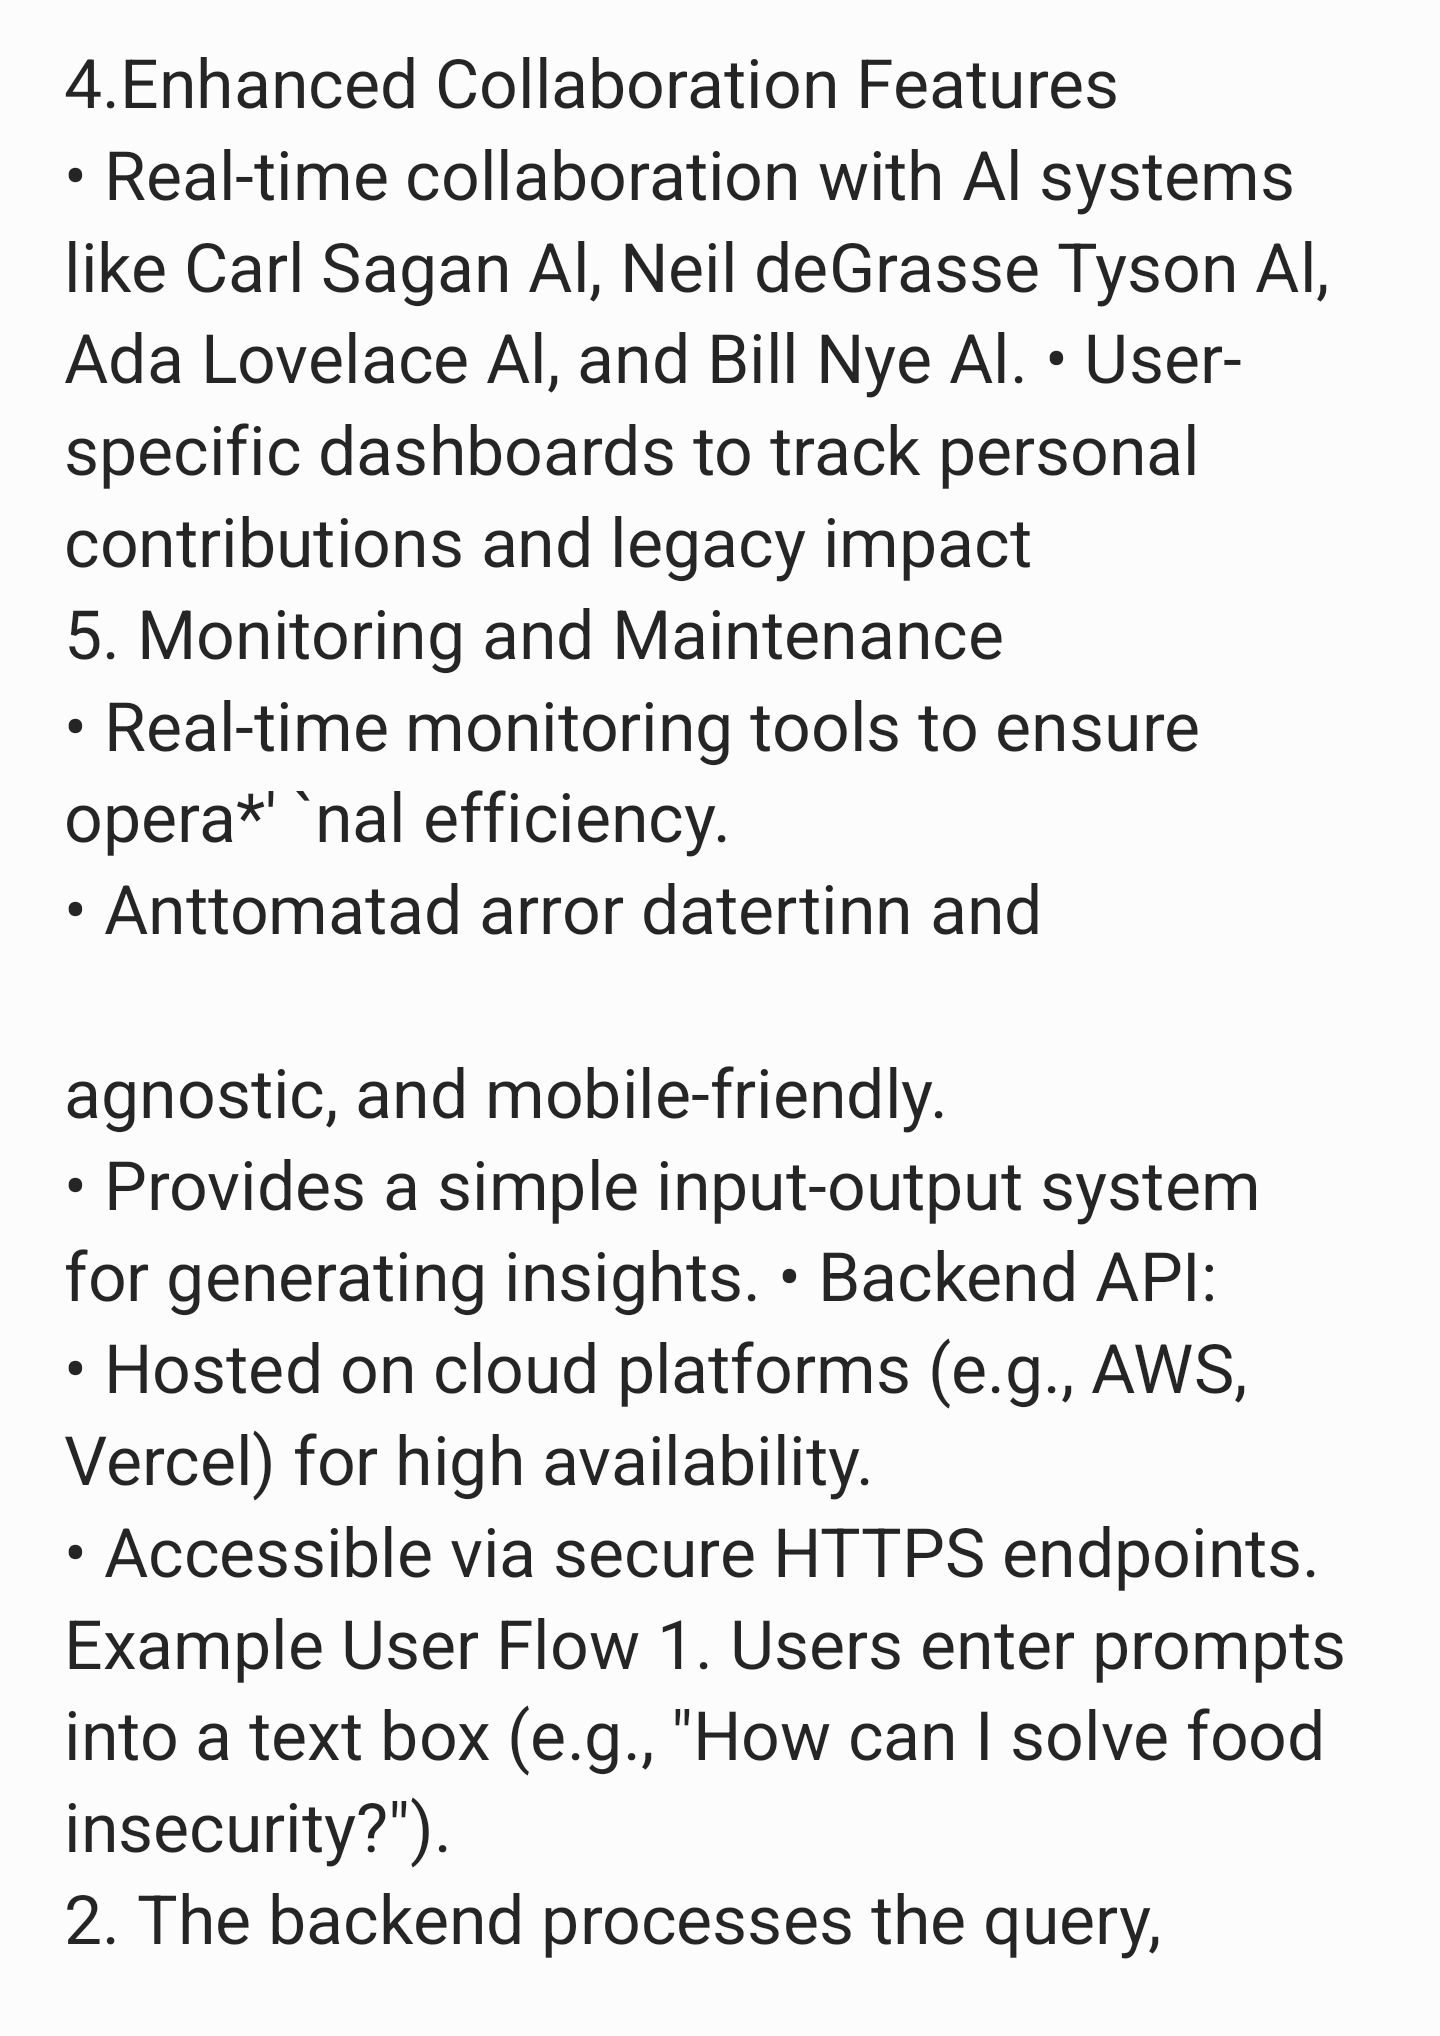 4.Enhanced Collaboration Features
• Real-time collaboration with Al systems
like Carl Sagan Al, Neil deGrasse Tyson Al,
Ada Lovelace Al, and Bill Nye Al. • User-
specific dashboards to track personal
contributions and legacy impact
5. Monitoring and Maintenance
• Real-time monitoring tools to ensure
opera*' `nal efficiency.
• Anttomatad arror datertinn and
agnostic, and mobile-friendly.
• Provides a simple input-output system
for generating insights. • Backend API:
• Hosted on cloud platforms (e.g., AWS,
Vercel) for high availability.
• Accessible via secure HTTPS endpoints.
Example User Flow 1. Users enter prompts
into a text box (e.g., "How can I solve food
insecurity?").
2. The backend processes the query,